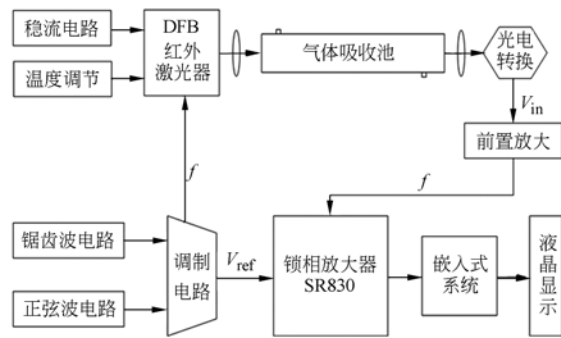 稳流电路
温度调节
DFB
红外
激光器
气体吸收池
光电
转换
V_in
前置放大
f
f
锯齿波电路
正弦波电路
调制
电路
V_ref
锁相放大器
SR830
嵌入式
系统
液
晶
显
示